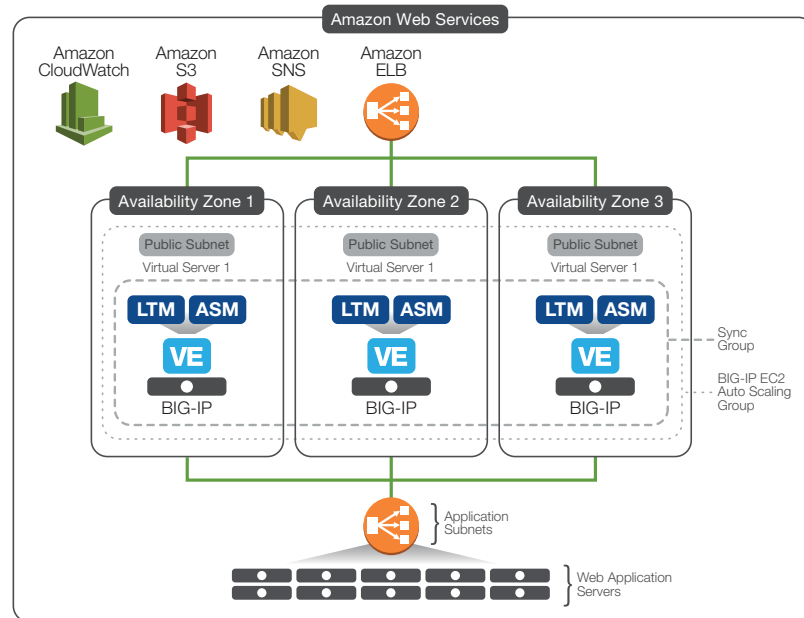 Amazon Web Services
Amazon
CloudWatch
Amazon
S3
Amazon
SNS
Amazon
ELB
Availability Zone 1
Availability Zone 2
Availability Zone 3
Public Subnet
Public Subnet
Public Subnet
Virtual Server 1
Virtual Server 1
Virtual Server 1
LTM
ASM
LTM
ASM
LTM
ASM
VE
VE
VE
BIG-IP
BIG-IP
BIG-IP
Sync
Group
BIG-IP EC2
Auto Scaling
Group
Application
Subnets
Web Application
Servers